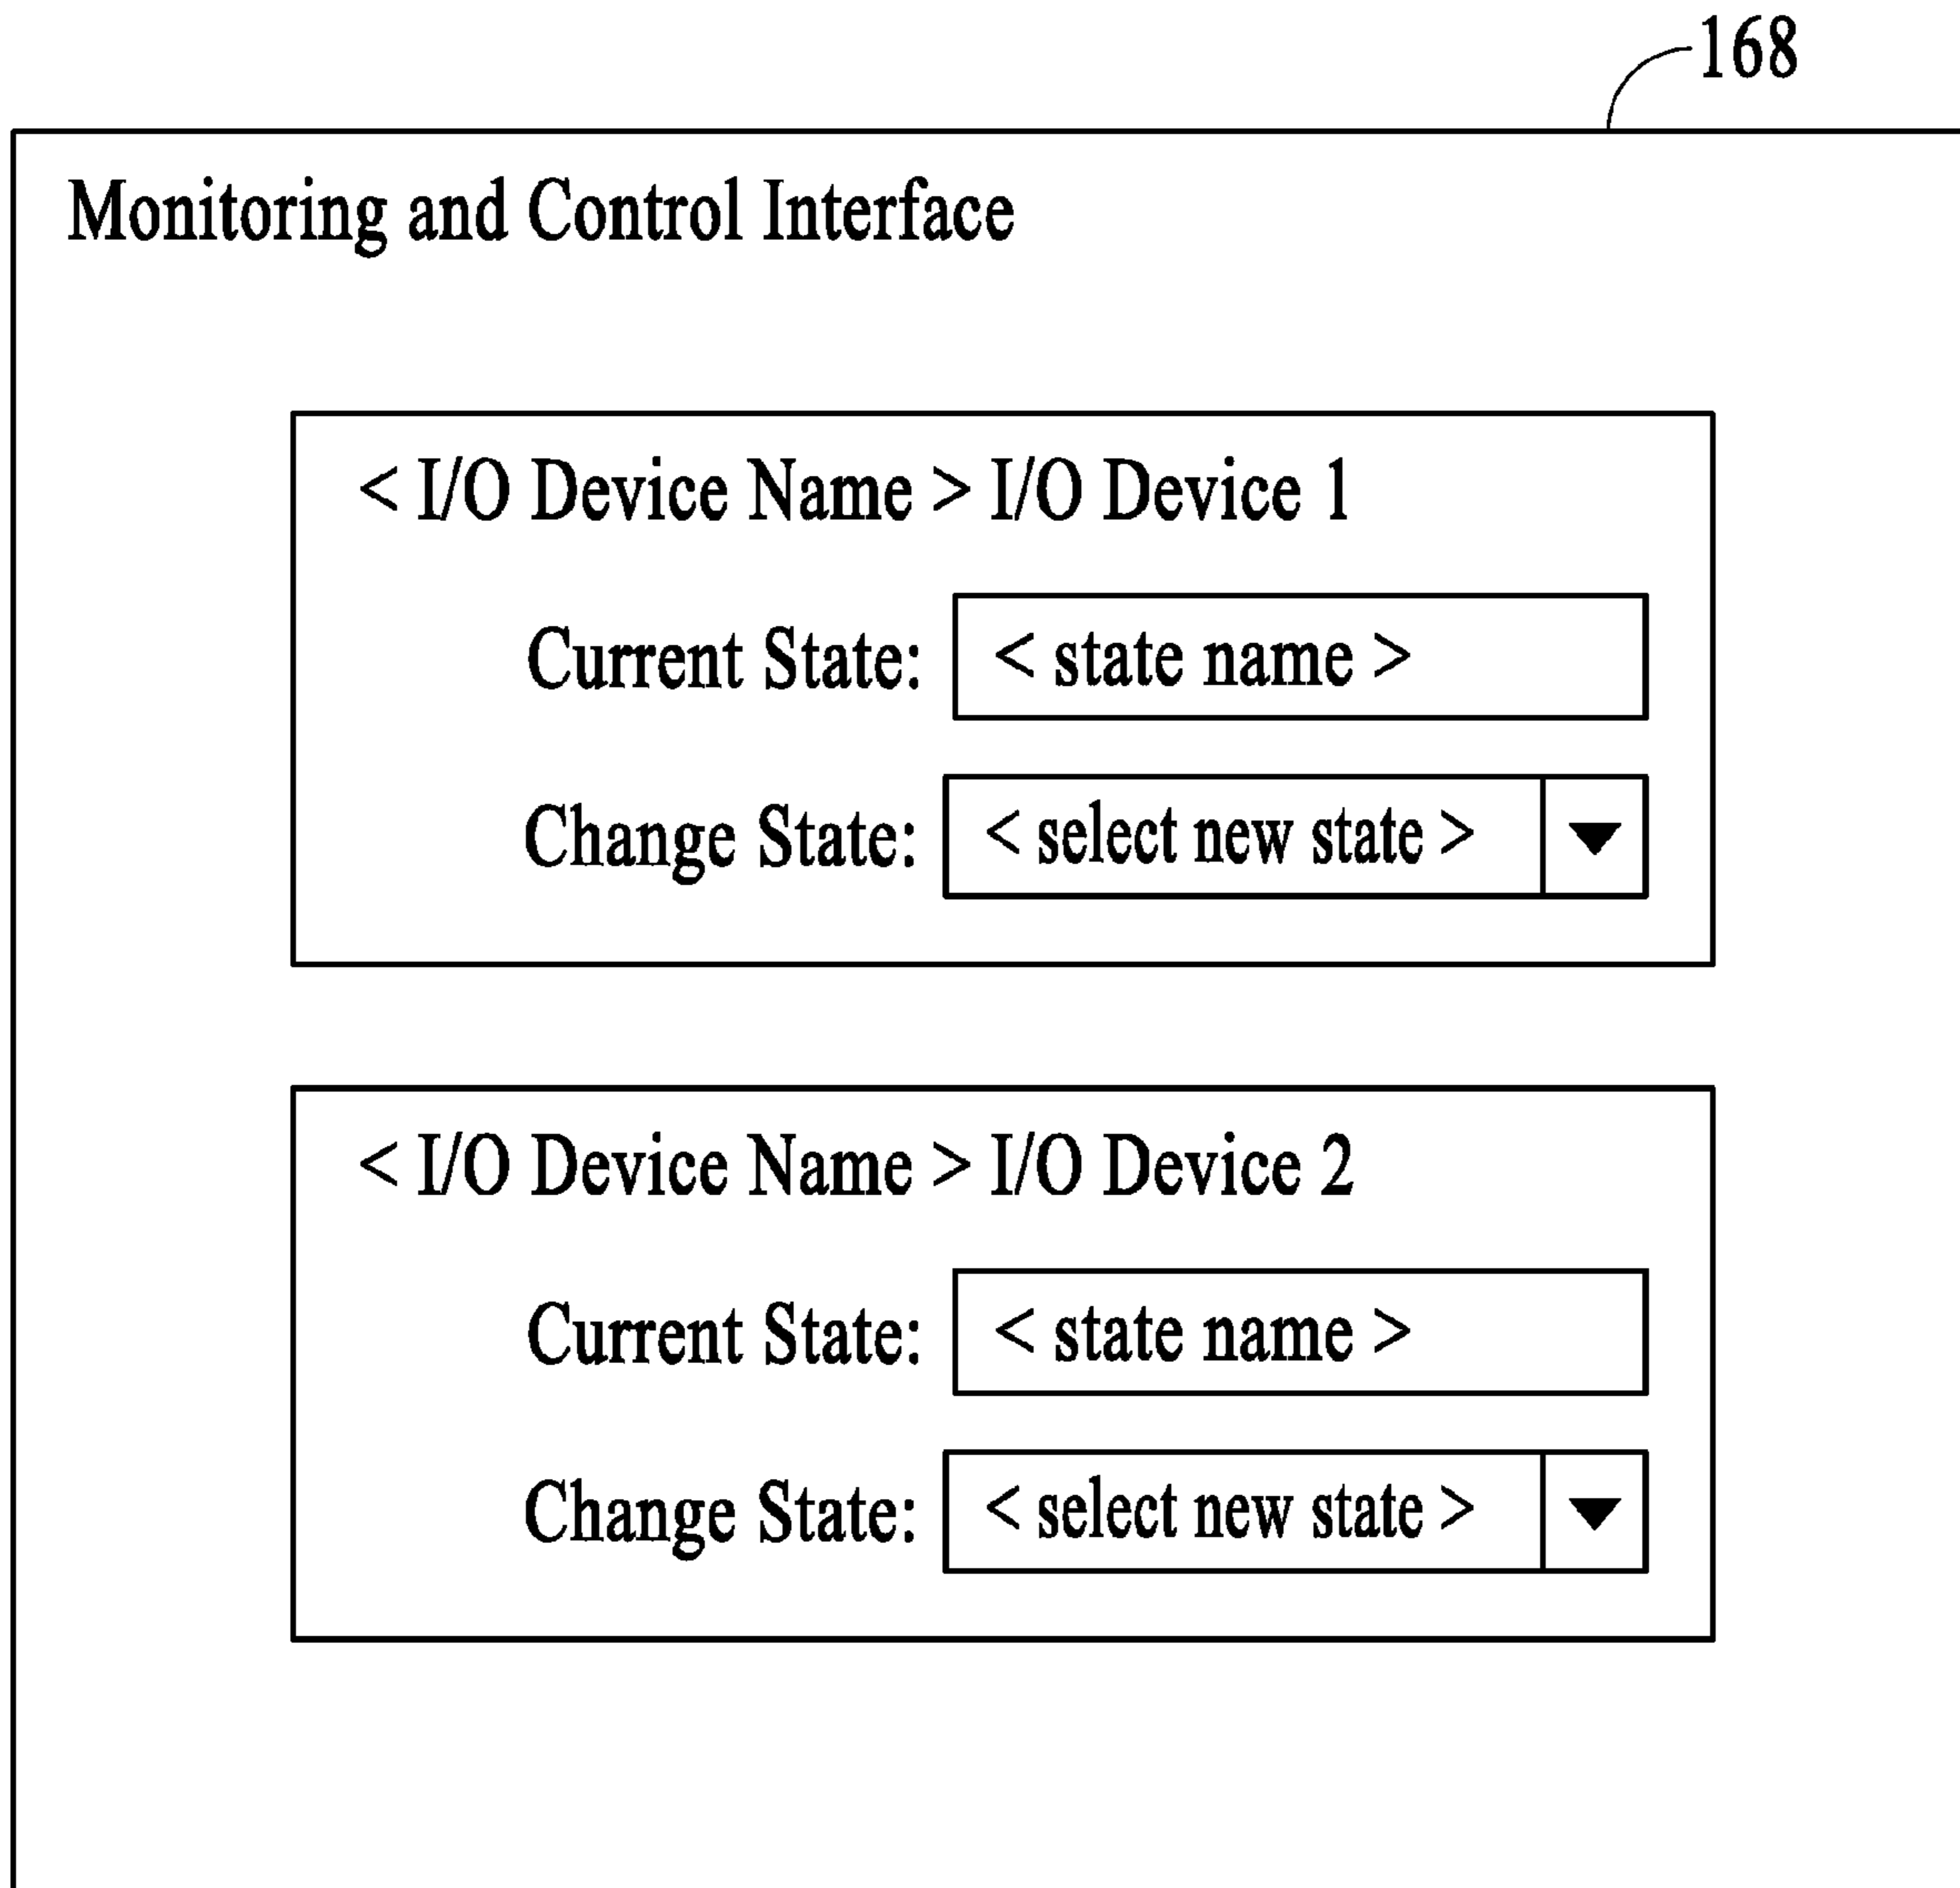 168
Monitoring and Control Interface
< I/O Device Name > I/O Device 1
Current State: < state name >
Change State: < select new state >
< I/O Device Name > I/O Device 2
Current State: < state name >
Change State: < select new state >